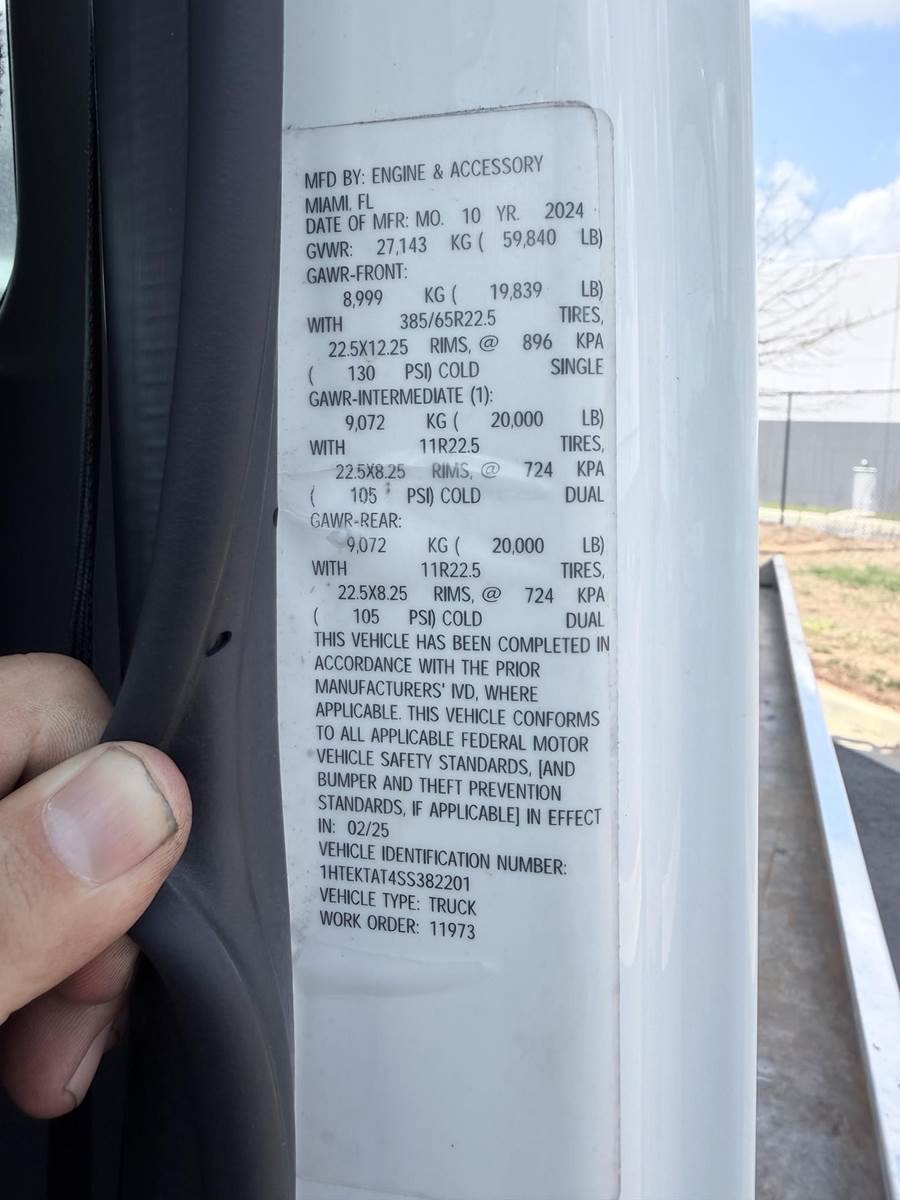 MFD BY: ENGINE & ACCESSORY
MIAMI, FL
DATE OF MFR: MO. 10 YR. 2024
GVWR: 27,143 KG ( 59,840 LB)
GAWR-FRONT:
8,999 KG ( 19,839 LB)
WITH 385/65R22.5 TIRES,
22.5X12.25 RIMS, @ 896 KPA
( 130 PSI) COLD SINGLE
GAWR-INTERMEDIATE (1):
9,072 KG ( 20,000 LB)
WITH 11R22.5 TIRES,
22.5X8.25 RIMS, @ 724 KPA
( 105 PSI) COLD DUAL
GAWR-REAR:
9,072 KG ( 20,000 LB)
WITH 11R22.5 TIRES,
22.5X8.25 RIMS, @ 724 KPA
( 105 PSI) COLD DUAL
THIS VEHICLE HAS BEEN COMPLETED IN
ACCORDANCE WITH THE PRIOR
MANUFACTURERS' IVD, WHERE
APPLICABLE. THIS VEHICLE CONFORMS
TO ALL APPLICABLE FEDERAL MOTOR
VEHICLE SAFETY STANDARDS, [AND
BUMPER AND THEFT PREVENTION
STANDARDS, IF APPLICABLE] IN EFFECT
IN: 02/25
VEHICLE IDENTIFICATION NUMBER:
1HTEKTAT4SS382201
VEHICLE TYPE: TRUCK
WORK ORDER: 11973